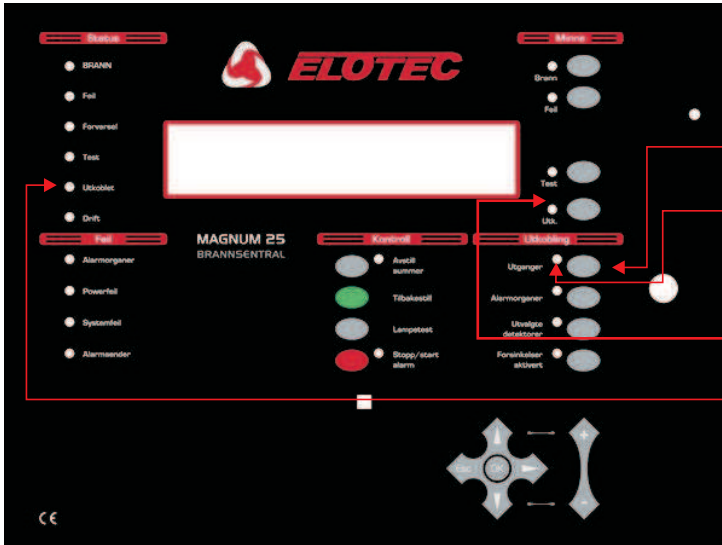 Status
BRANN
Feil
Forvarsel
Test
Utkoblet
Drift
ELOTEC
Minne
Brann
Feil
Test
Utk.
Feil
Alarmorganer
Powerfeil
Systemfeil
Alarmsender
MAGNUM 25
BRANNSENTRAL
Kontroll
Avstill
summer
Tilbakestill
Lampetest
Stopp/start
alarm
Utkobling
Utganger
Alarmorganer
Utvalgte
detektorer
Forsinkelser
aktivert
ESC
OK
+
-
CE